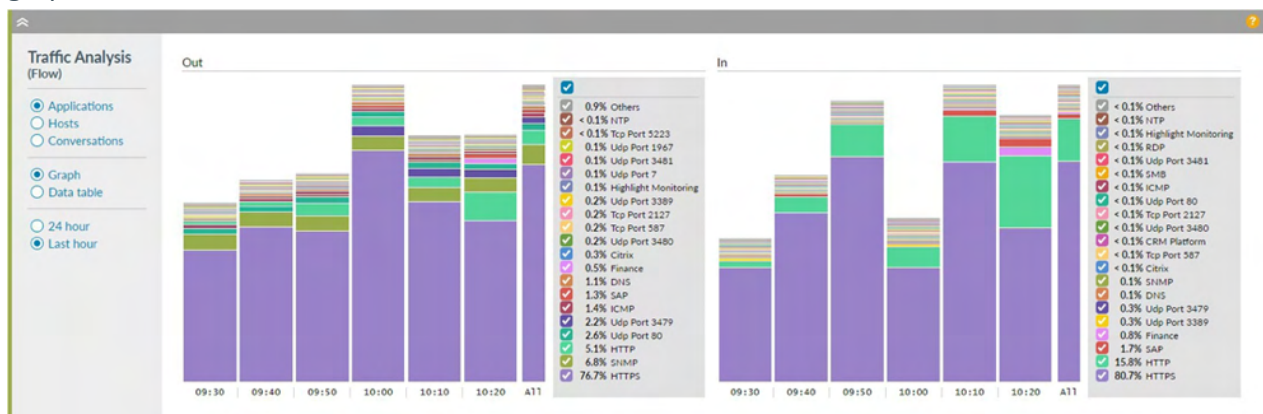 ?
Traffic Analysis
(Flow)
Applications
Hosts
Conversations
Graph
Data table
24 hour
Last hour
Out
0.9% Others
< 0.1% NTP
< 0.1% Tcp Port 5223
0.1% Udp Port 1967
0.1% Udp Port 3481
0.1% Udp Port 7
0.1% Highlight Monitoring
0.2% Udp Port 3389
0.2% Tcp Port 2127
0.2% Tcp Port 587
0.2% Udp Port 3480
0.3% Citrix
0.5% Finance
1.1% DNS
1.3% SAP
1.4% ICMP
2.2% Udp Port 3479
2.6% Udp Port 80
5.1% HTTP
6.8% SNMP
76.7% HTTPS
09:30 09:40 09:50 10:00 10:10 10:20 All
In
< 0.1% Others
< 0.1% NTP
< 0.1% Highlight Monitoring
< 0.1% RDP
< 0.1% Udp Port 3481
< 0.1% SMB
< 0.1% ICMP
< 0.1% Udp Port 80
< 0.1% Tcp Port 2127
< 0.1% Udp Port 3480
< 0.1% CRM Platform
< 0.1% Tcp Port 587
< 0.1% Citrix
0.1% SNMP
0.1% DNS
0.3% Udp Port 3479
0.3% Udp Port 3389
0.8% Finance
1.7% SAP
15.8% HTTP
80.7% HTTPS
09:30 09:40 09:50 10:00 10:10 10:20 All